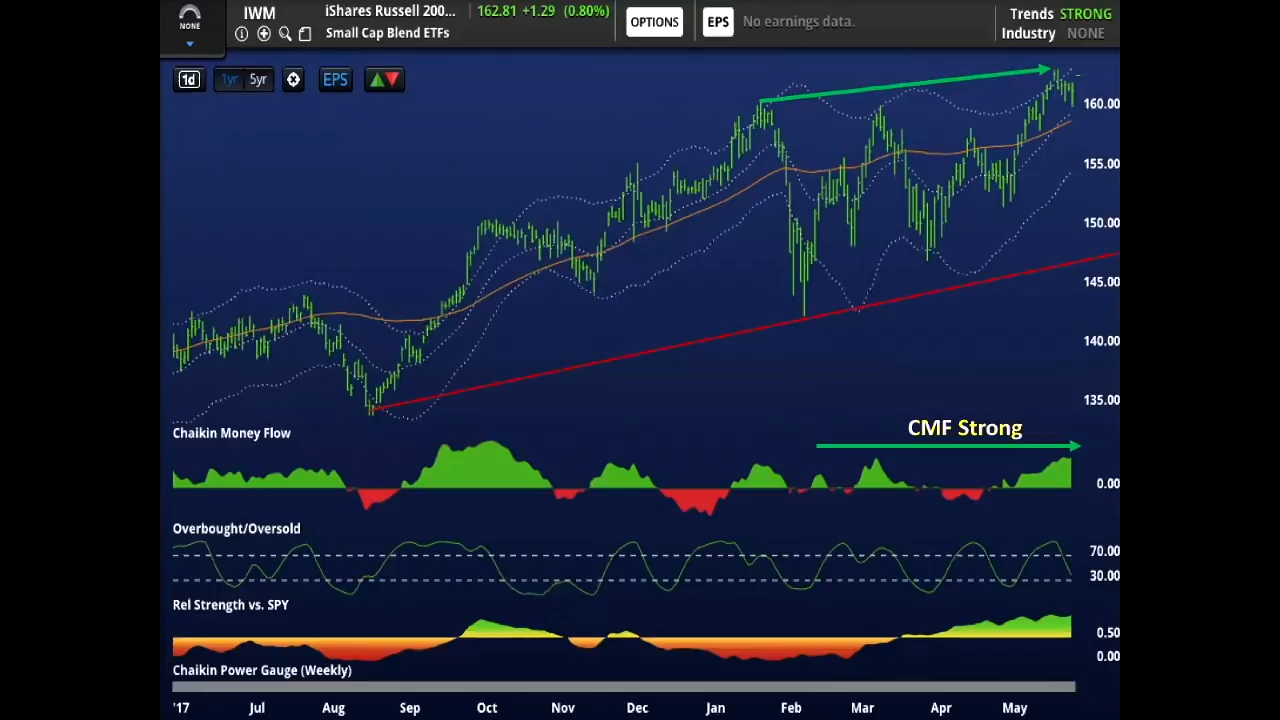 NONE
IWM
iShares Russell 200...
162.81 +1.29 (0.80%)
Small Cap Blend ETFs
OPTIONS
EPS
No earnings data.
Trends STRONG
Industry NONE
1d
1yr 5yr
EPS
160.00
155.00
150.00
145.00
140.00
135.00
Chaikin Money Flow
CMF Strong
0.00
Overbought/Oversold
70.00
30.00
Rel Strength vs. SPY
0.50
0.00
Chaikin Power Gauge (Weekly)
'17 Jul Aug Sep Oct Nov Dec Jan Feb Mar Apr May